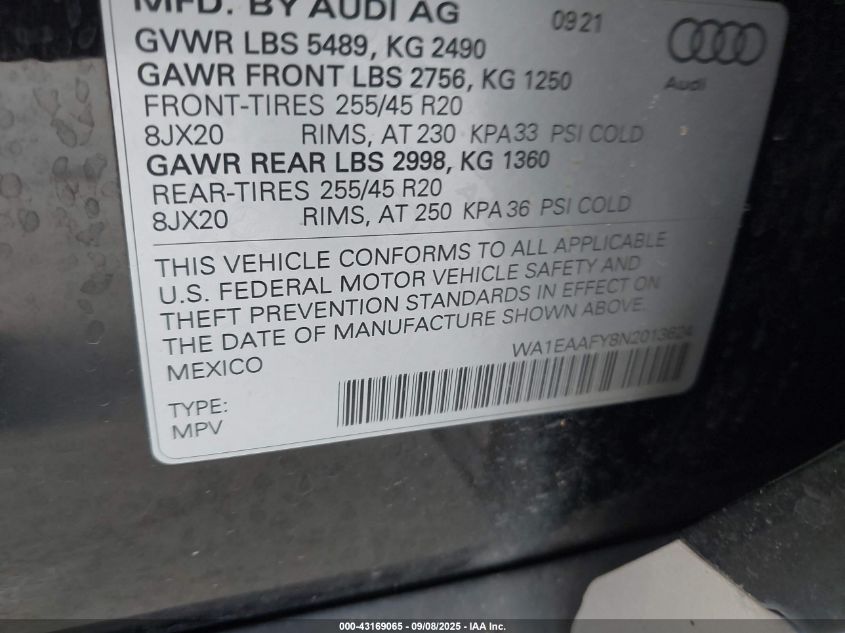 MFD. BY AUDI AG 09 21
GVWR LBS 5489, KG 2490
GAWR FRONT LBS 2756, KG 1250
Audi
FRONT-TIRES 255/45 R20
8JX20 RIMS, AT 230 KPA 33 PSI COLD
GAWR REAR LBS 2998, KG 1360
REAR-TIRES 255/45 R20
8JX20 RIMS, AT 250 KPA 36 PSI COLD
THIS VEHICLE CONFORMS TO ALL APPLICABLE
U.S. FEDERAL MOTOR VEHICLE SAFETY AND
THEFT PREVENTION STANDARDS IN EFFECT ON
THE DATE OF MANUFACTURE SHOWN ABOVE.
MEXICO
WA1EAAFY8N2013624
TYPE:
MPV
000-43169065 - 09/08/2025 - IAA Inc.